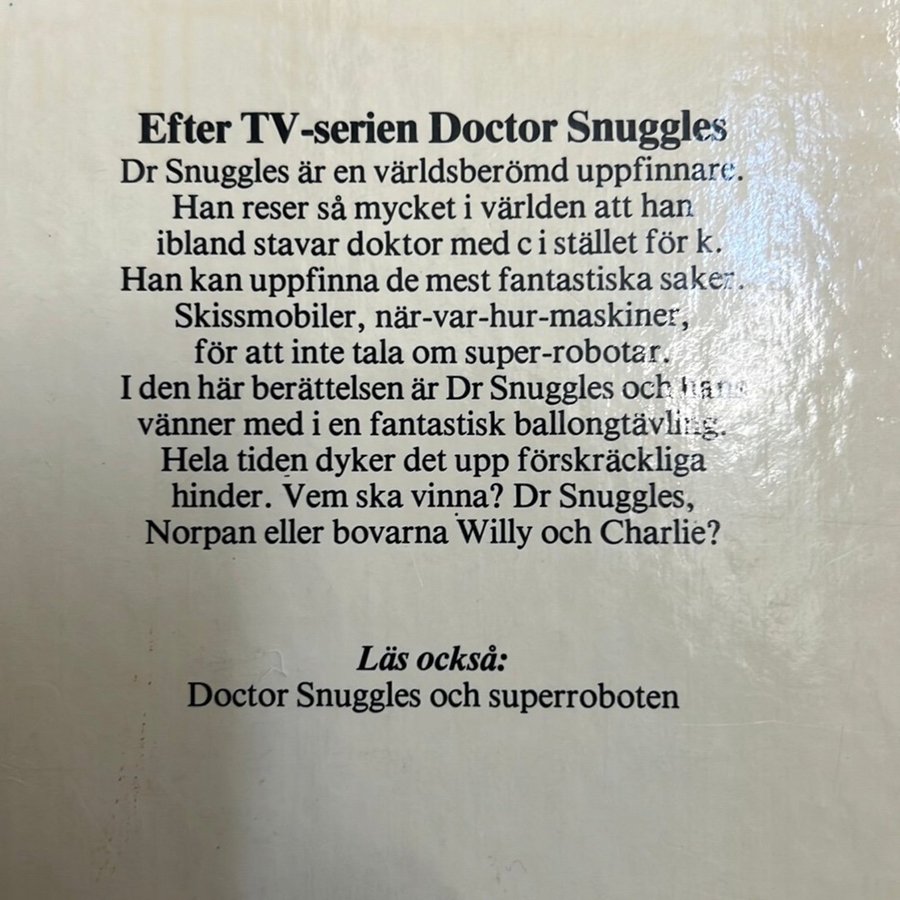 Efter TV-serien Doctor Snuggles
Dr Snuggles är en världsberömd uppfinnare.
Han reser så mycket i världen att han
ibland stavar doktor med c i stället för k.
Han kan uppfinna de mest fantastiska saker.
Skissmobiler, när-var-hur-maskiner,
för att inte tala om super-robotar.
I den här berättelsen är Dr Snuggles och hans
vänner med i en fantastisk ballongtävling.
Hela tiden dyker det upp förskräckliga
hinder. Vem ska vinna? Dr Snuggles,
Norpan eller bovarna Willy och Charlie?
Läs också:
Doctor Snuggles och superroboten